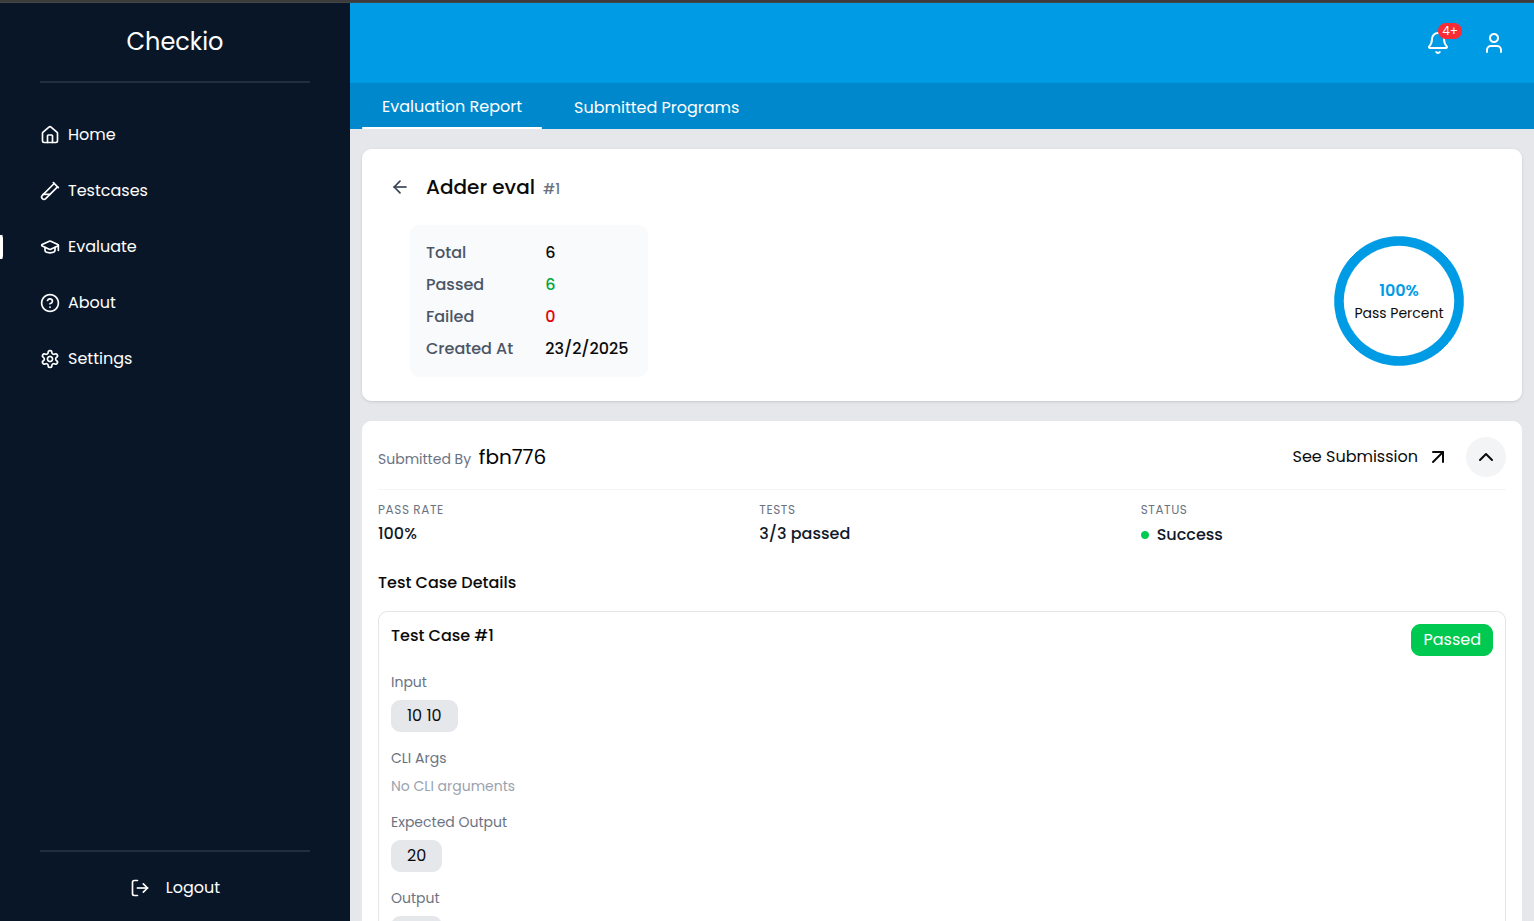 Checkio
4+
Home
Testcases
Evaluate
About
Settings
Logout
Evaluation Report
Submitted Programs
Adder eval #1
Total 6
Passed 6
Failed 0
Created At 23/2/2025
100%
Pass Percent
Submitted By fbn776
See Submission
PASS RATE
100%
TESTS
3/3 passed
STATUS
Success
Test Case Details
Test Case #1
Passed
Input
10 10
CLI Args
No CLI arguments
Expected Output
20
Output